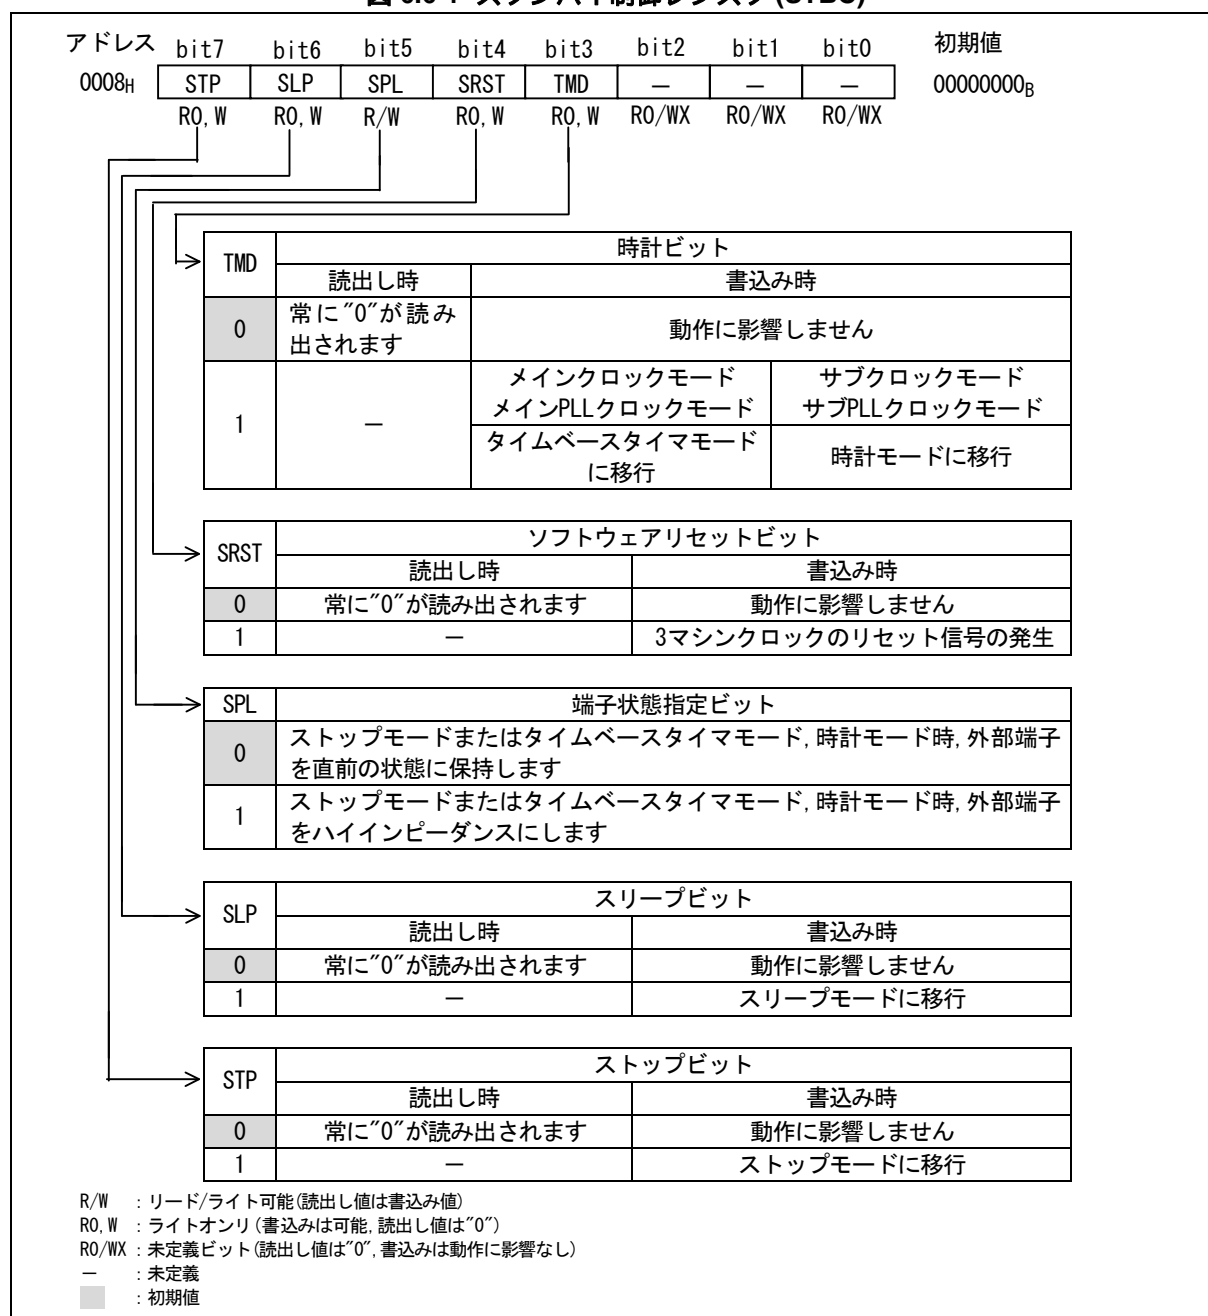 アドレス bit7 bit6 bit5 bit4 bit3 bit2 bit1 bit0 初期値
0008H STP SLP SPL SRST TMD － － － 00000000B
R0,W R0,W R/W R0,W R0,W R0/WX R0/WX R0/WX
TMD 時計ビット
読出し時 書込み時
0 常に"0"が読み出されます 動作に影響しません
1 － メインクロックモード メインPLLクロックモード サブクロックモード サブPLLクロックモード
タイムベースタイマモードに移行 時計モードに移行
SRST ソフトウェアリセットビット
読出し時 書込み時
0 常に"0"が読み出されます 動作に影響しません
1 － 3マシンクロックのリセット信号の発生
SPL 端子状態指定ビット
0 ストップモードまたはタイムベースタイマモード,時計モード時,外部端子
を直前の状態に保持します
1 ストップモードまたはタイムベースタイマモード,時計モード時,外部端子
をハイインピーダンスにします
SLP スリープビット
読出し時 書込み時
0 常に"0"が読み出されます 動作に影響しません
1 － スリープモードに移行
STP ストップビット
読出し時 書込み時
0 常に"0"が読み出されます 動作に影響しません
1 － ストップモードに移行
R/W :リード/ライト可能(読出し値は書込み値)
R0,W :ライトオンリ(書込みは可能,読出し値は"0")
R0/WX :未定義ビット(読出し値は"0",書込みは動作に影響なし)
－ :未定義
:初期値